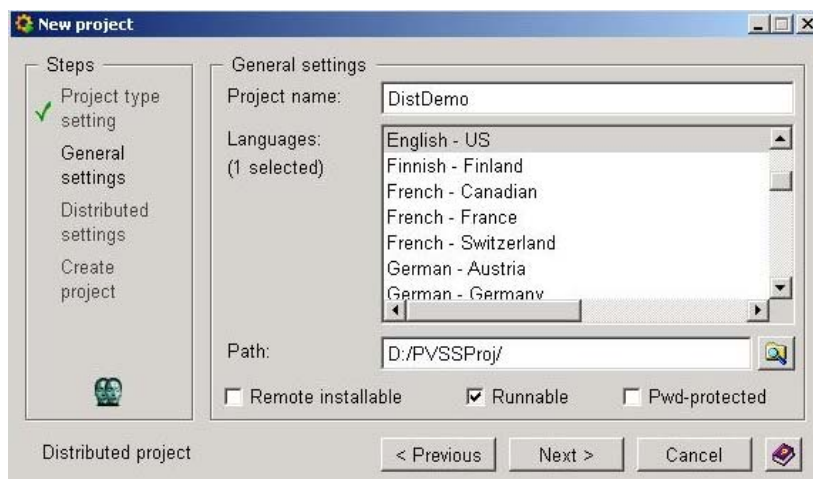 New project
Steps
Project type
setting
General
settings
Distributed
settings
Create
project
General settings
Project name:
DistDemo
Languages:
(1 selected)
English - US
Finnish - Finland
French - Canadian
French - France
French - Switzerland
German - Austria
German - Germany
Path:
D:/PVSSProj/
Remote installable
Runnable
Pwd-protected
Distributed project
< Previous
Next >
Cancel